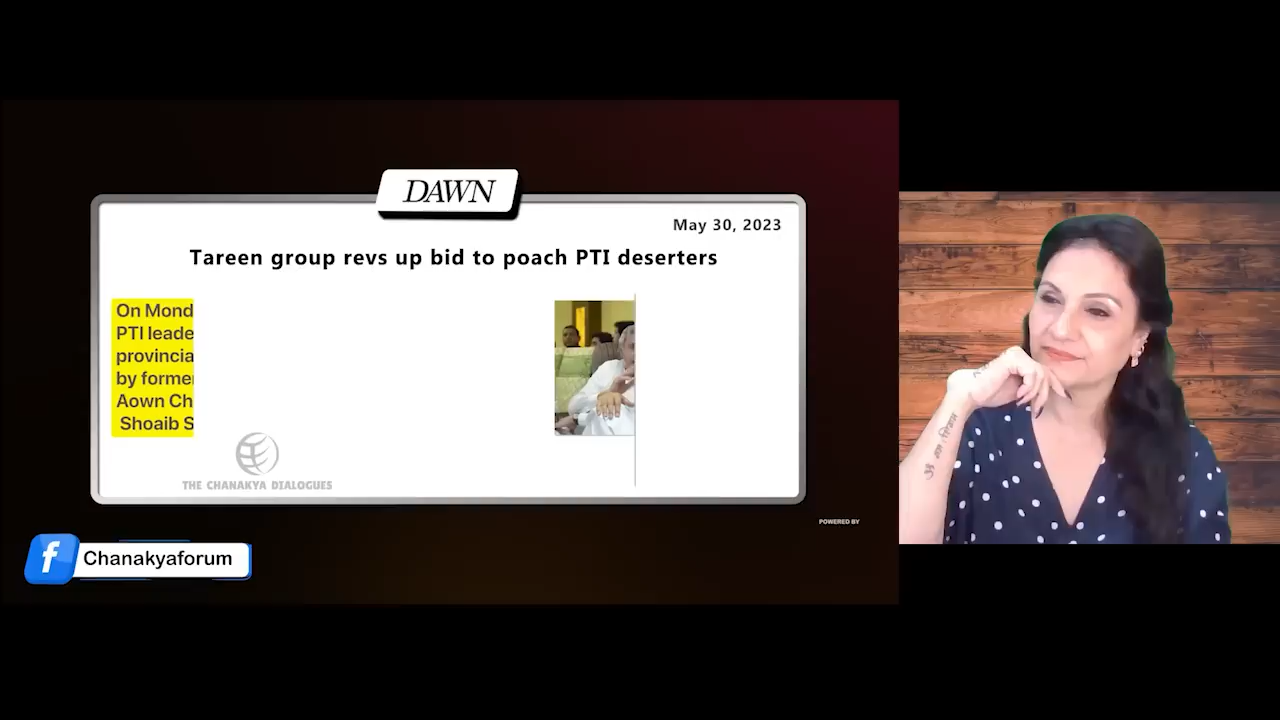 DAWN
May 30, 2023
Tareen group revs up bid to poach PTI deserters
On Mond
PTI leade
provincia
by forme
Aown Ch
Shoaib S
THE CHANAKYA DIALOGUES
POWERED BY
f Chanakyaforum